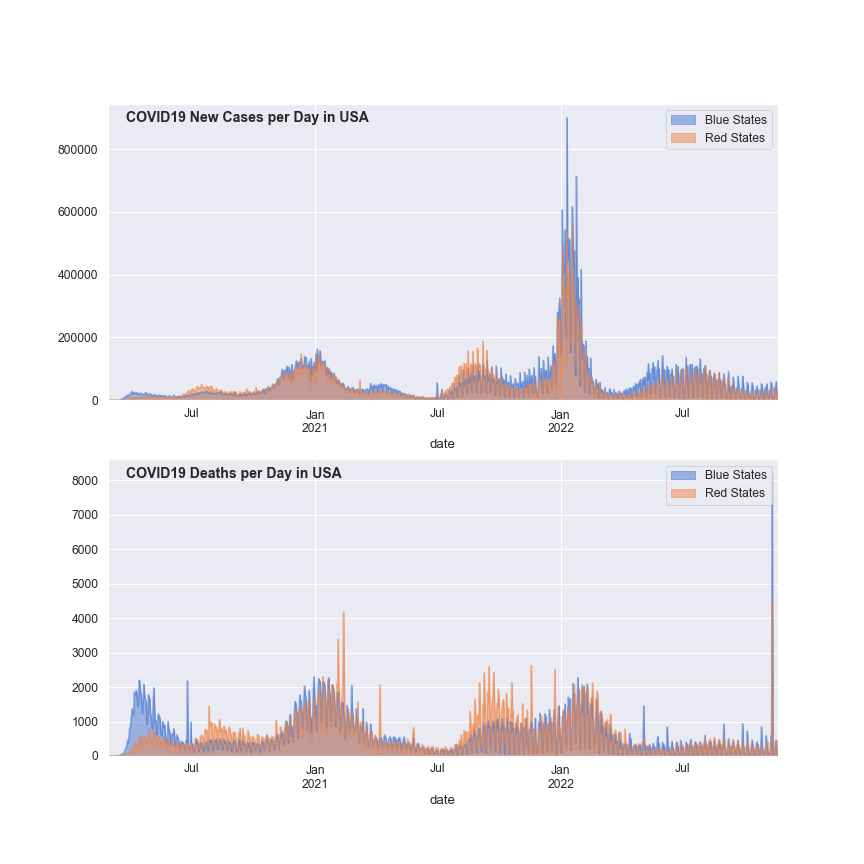 COVID19 New Cases per Day in USA
Blue States
Red States
800000
600000
400000
200000
0
Jul
Jan
2021
Jul
Jan
2022
Jul
date
COVID19 Deaths per Day in USA
Blue States
Red States
8000
7000
6000
5000
4000
3000
2000
1000
0
Jul
Jan
2021
Jul
Jan
2022
Jul
date